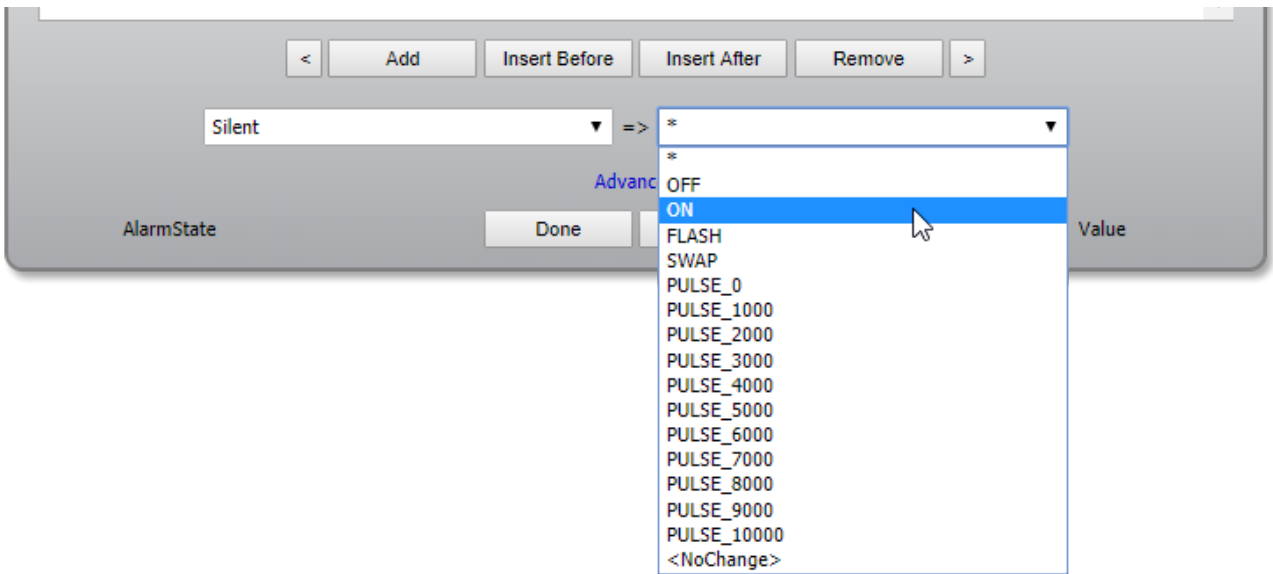 < Add Insert Before Insert After Remove >
Silent ▼ => * ▼
*
Advanc OFF
ON
AlarmState Done Value
FLASH
SWAP
PULSE_0
PULSE_1000
PULSE_2000
PULSE_3000
PULSE_4000
PULSE_5000
PULSE_6000
PULSE_7000
PULSE_8000
PULSE_9000
PULSE_10000
<NoChange>